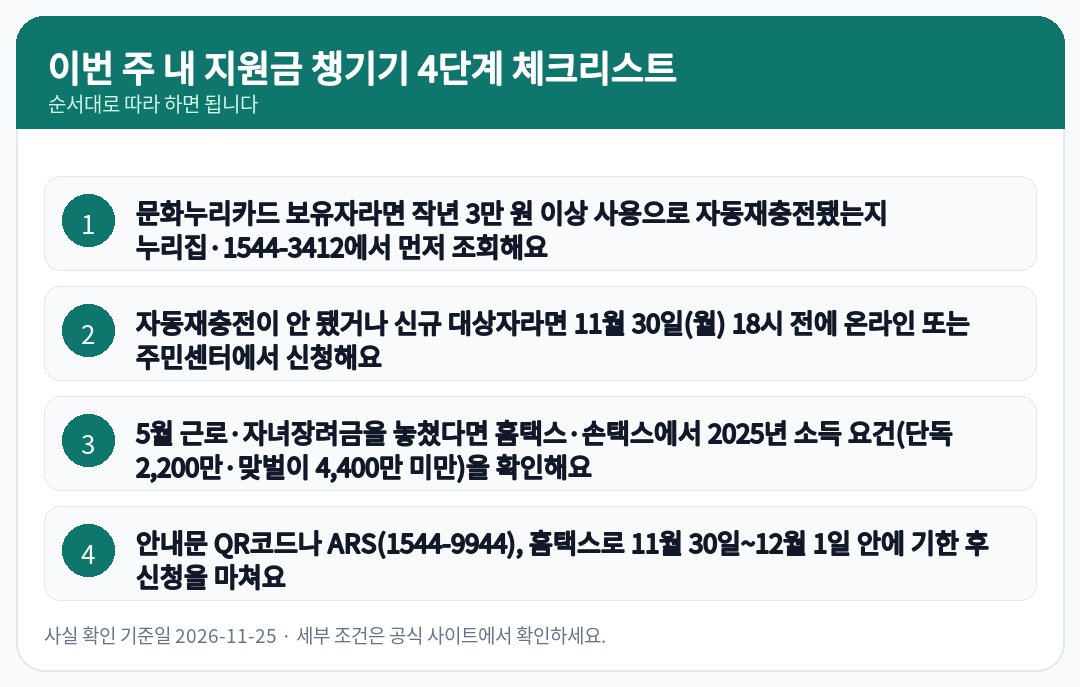 이번 주 내 지원금 챙기기 4단계 체크리스트
순서대로 따라 하면 됩니다
1
문화누리카드 보유자라면 작년 3만 원 이상 사용으로 자동재충전됐는지
누리집·1544-3412에서 먼저 조회해요
2
자동재충전이 안 됐거나 신규 대상자라면 11월 30일(월) 18시 전에 온라인 또는
주민센터에서 신청해요
3
5월 근로·자녀장려금을 놓쳤다면 홈택스·손택스에서 2025년 소득 요건(단독
2,200만·맞벌이 4,400만 미만)을 확인해요
4
안내문 QR코드나 ARS(1544-9944), 홈택스로 11월 30일~12월 1일 안에 기한 후
신청을 마쳐요
사실 확인 기준일 2026-11-25 · 세부 조건은 공식 사이트에서 확인하세요.